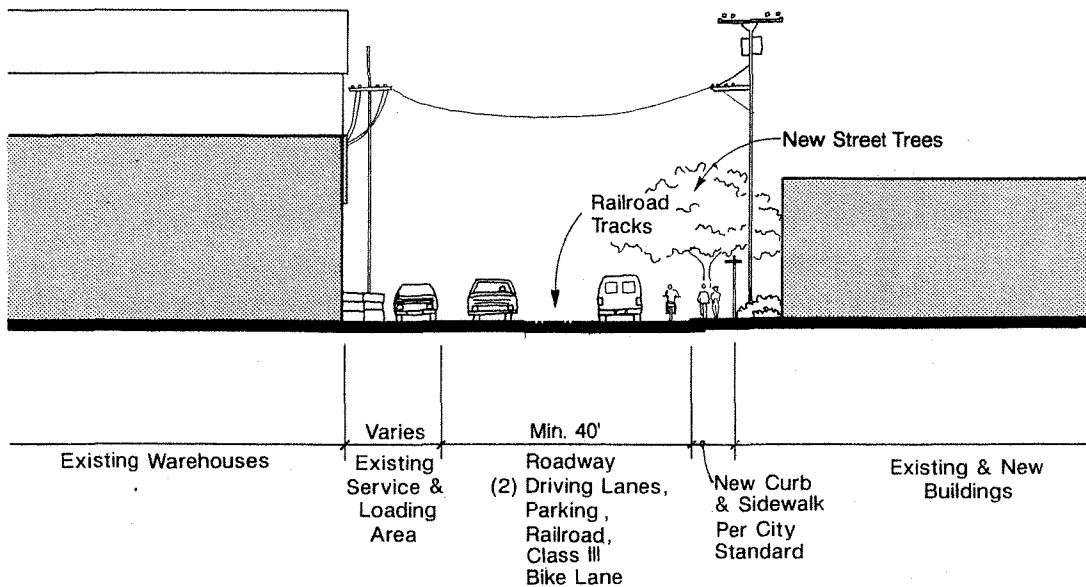 New Street Trees
Railroad
Tracks
Varies
Min. 40'
Existing Warehouses
Existing
Service &
Loading
Area
Roadway
(2) Driving Lanes,
Parking,
Railroad,
Class III
Bike Lane
New Curb
& Sidewalk
Per City
Standard
Existing & New
Buildings